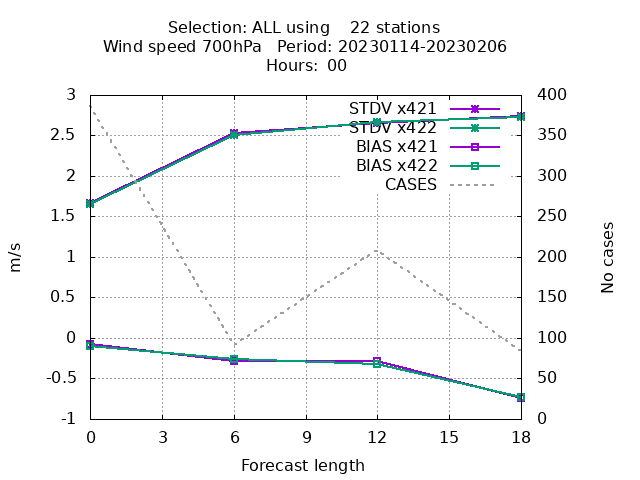 Selection: ALL using    22 stations
Wind speed 700hPa   Period: 20230114-20230206
Hours:  00
3
2.5
2
1.5
1
0.5
0
-0.5
-1
m/s
STDV x421
STDV x422
BIAS x421
BIAS x422
CASES
400
350
300
250
200
150
100
50
0
No cases
0 3 6 9 12 15 18
Forecast length